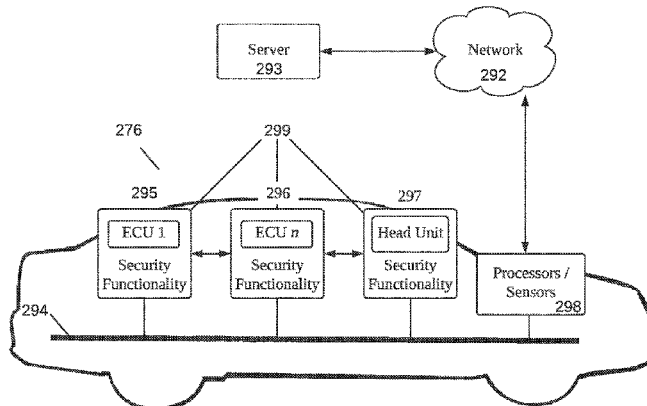 Server
293
Network
292
276
299
295
296
297
ECU 1
Security
Functionality
ECU n
Security
Functionality
Head Unit
Security
Functionality
Processors /
Sensors
298
294